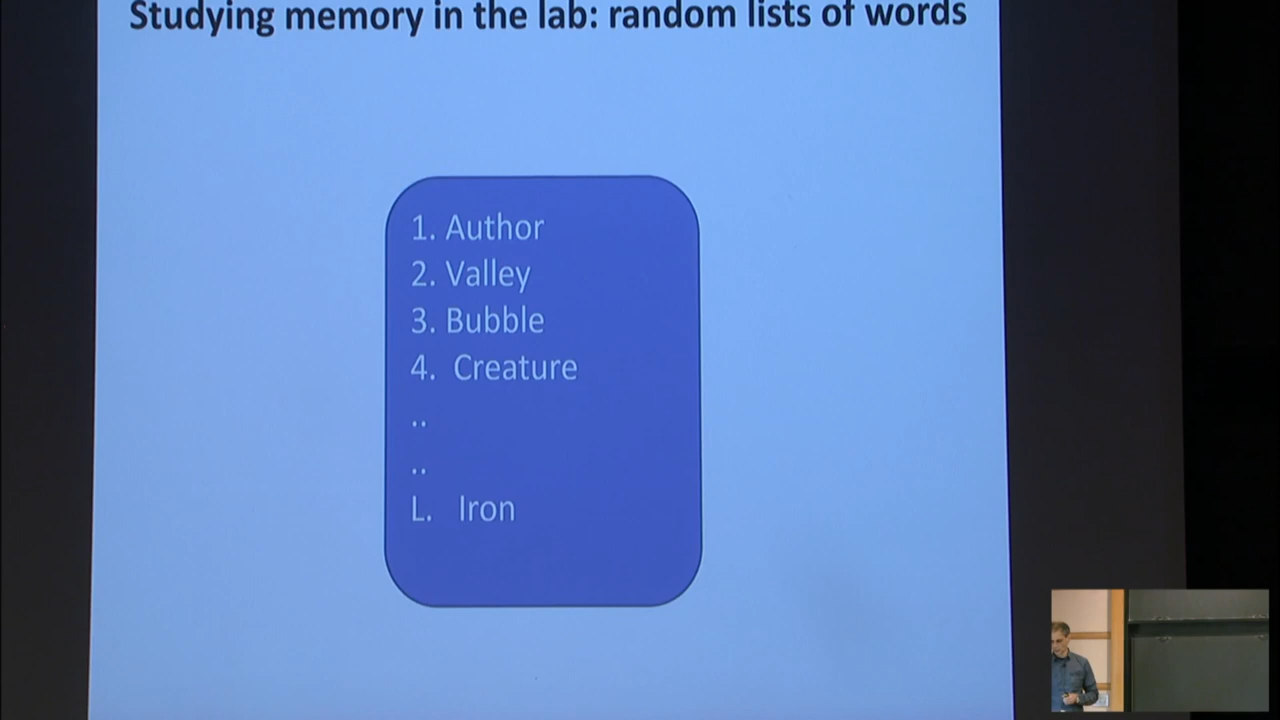 Studying memory in the lab: random lists of words
1. Author
2. Valley
3. Bubble
4. Creature
..
..
L. Iron